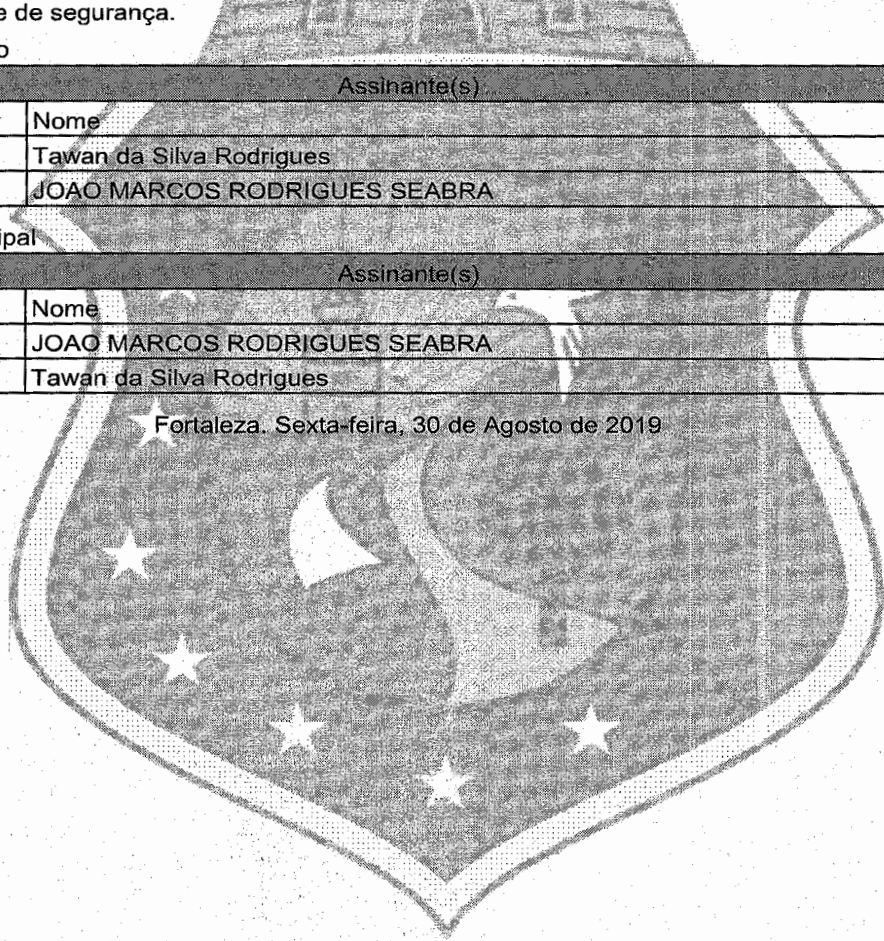 e de segurança.
o
Assinante(s)
Nome
Tawan da Silva Rodrigues
JOAO MARCOS RODRIGUES SEABRA
ipal
Assinante(s)
Nome
JOAO MARCOS RODRIGUES SEABRA
Tawan da Silva Rodrigues
Fortaleza. Sexta-feira, 30 de Agosto de 2019